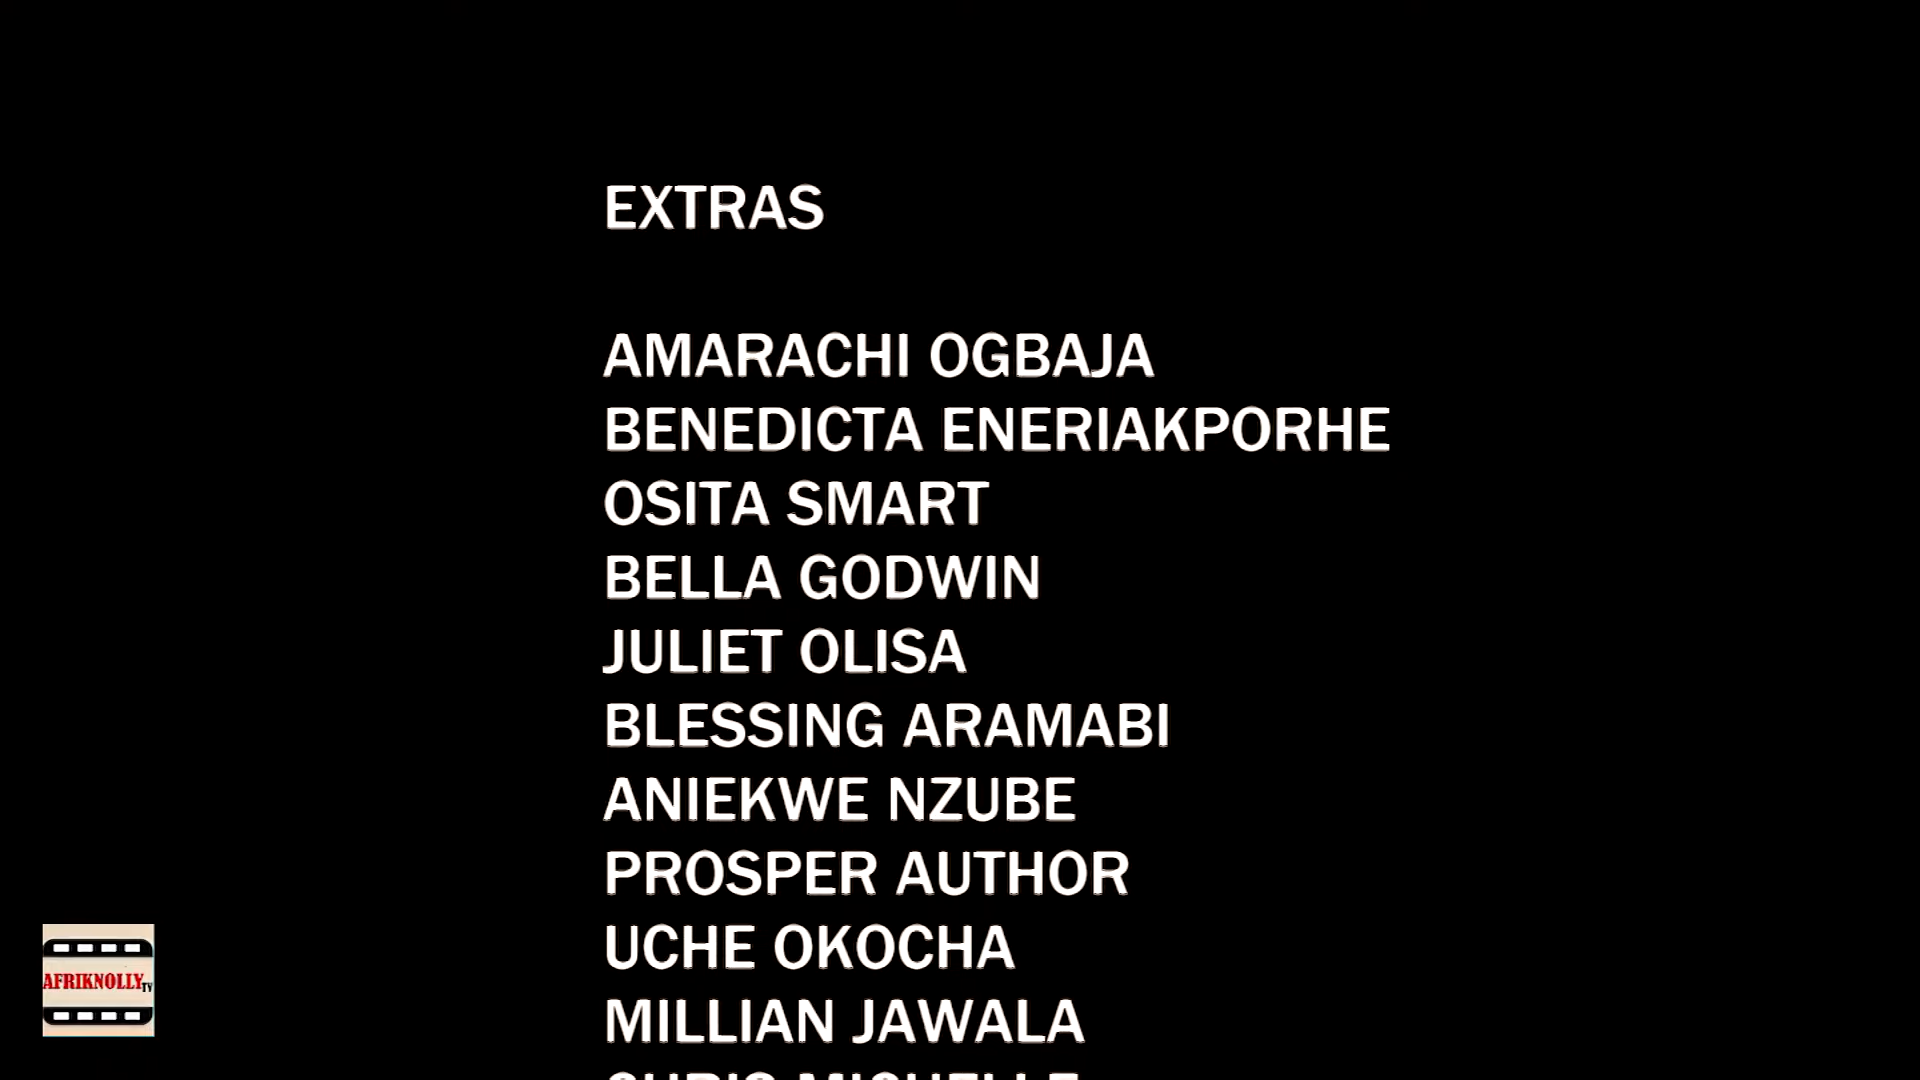 EXTRAS
AMARACHI OGBAJA
BENEDICTA ENERIAKPORHE
OSITA SMART
BELLA GODWIN
JULIET OLISA
BLESSING ARAMABI
ANIEKWE NZUBE
PROSPER AUTHOR
UCHE OKOCHA
MILLIAN JAWALA
AFRIKNOLLY TV